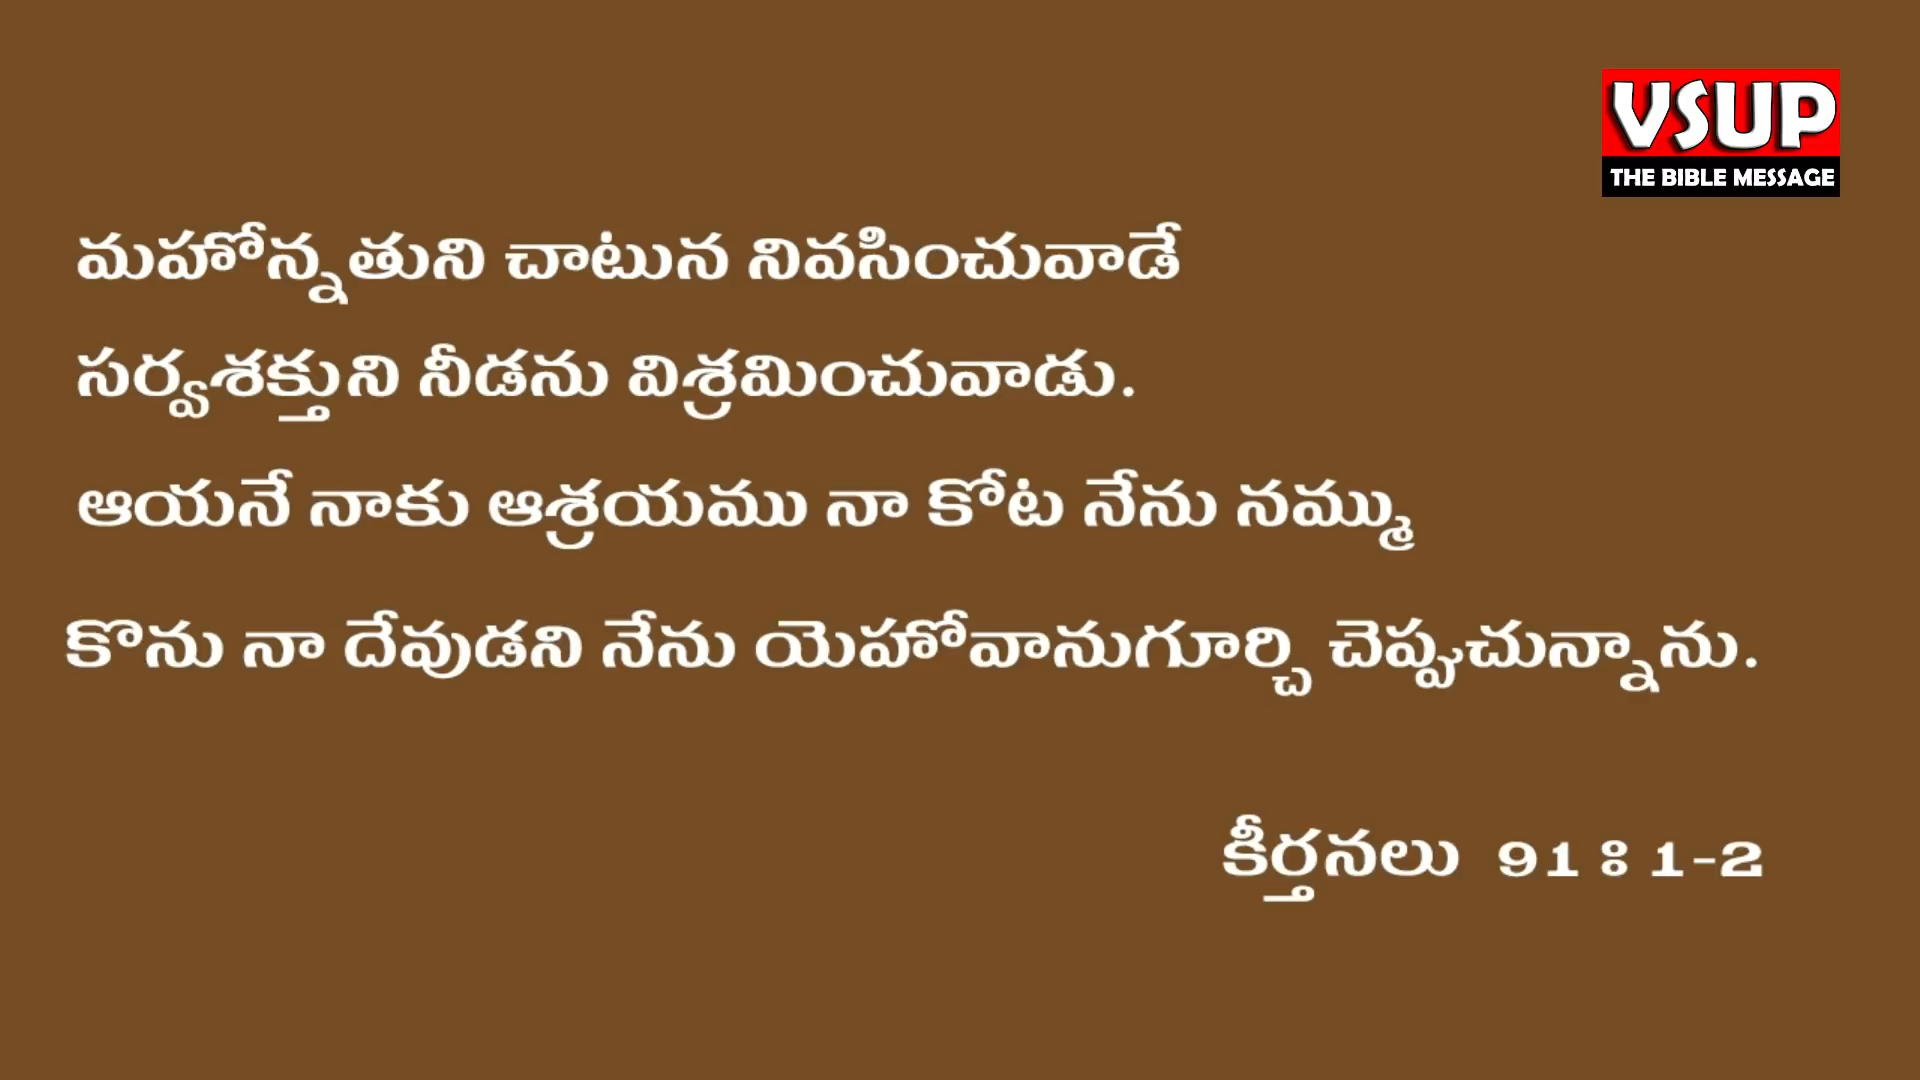 VSUP
THE BIBLE MESSAGE
మహోన్నతుని చాటున నివసించువాడే
సర్వశక్తుని నీడను విశ్రమించువాడు.
ఆయనే నాకు ఆశ్రయము నా కోట నేను నమ్ము
కొను నా దేవుడని నేను యెహోవానుగూర్చి చెప్పుచున్నాను.
కీర్తనలు 91 : 1-2